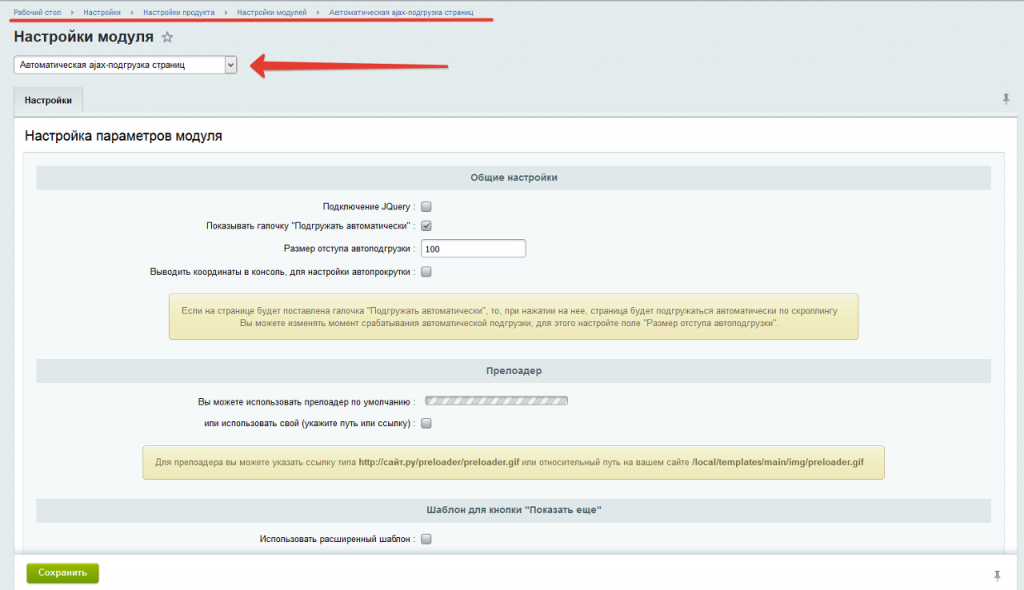 Рабочий стол Настройки Настройки продукта Настройки модулей Автоматическая ajax-подгрузка страниц
Настройки модуля
Автоматическая ajax-подгрузка страниц
Настройки
Настройка параметров модуля
Общие настройки
Подключение JQuery :
Показывать галочку "Подгружать автоматически" :
Размер отступа автоподгрузки : 100
Выводить координаты в консоль, для настройки автопрокрутки :
Если на странице будет поставлена галочка "Подгружать автоматически", то, при нажатии на нее, страница будет подгружаться автоматически по скроллингу
Вы можете изменять момент срабатывания автоматической подгрузки, для этого настройте поле "Размер отступа автоподгрузки".
Прелоадер
Вы можете использовать прелоадер по умолчанию :
или использовать свой (укажите путь или ссылку) :
Для прелоадера вы можете указать ссылку типа http://сайт.ру/preloader/preloader.gif или относительный путь на вашем сайте /local/templates/main/img/preloader.gif
Шаблон для кнопки "Показать еще"
Использовать расширенный шаблон :
Сохранить